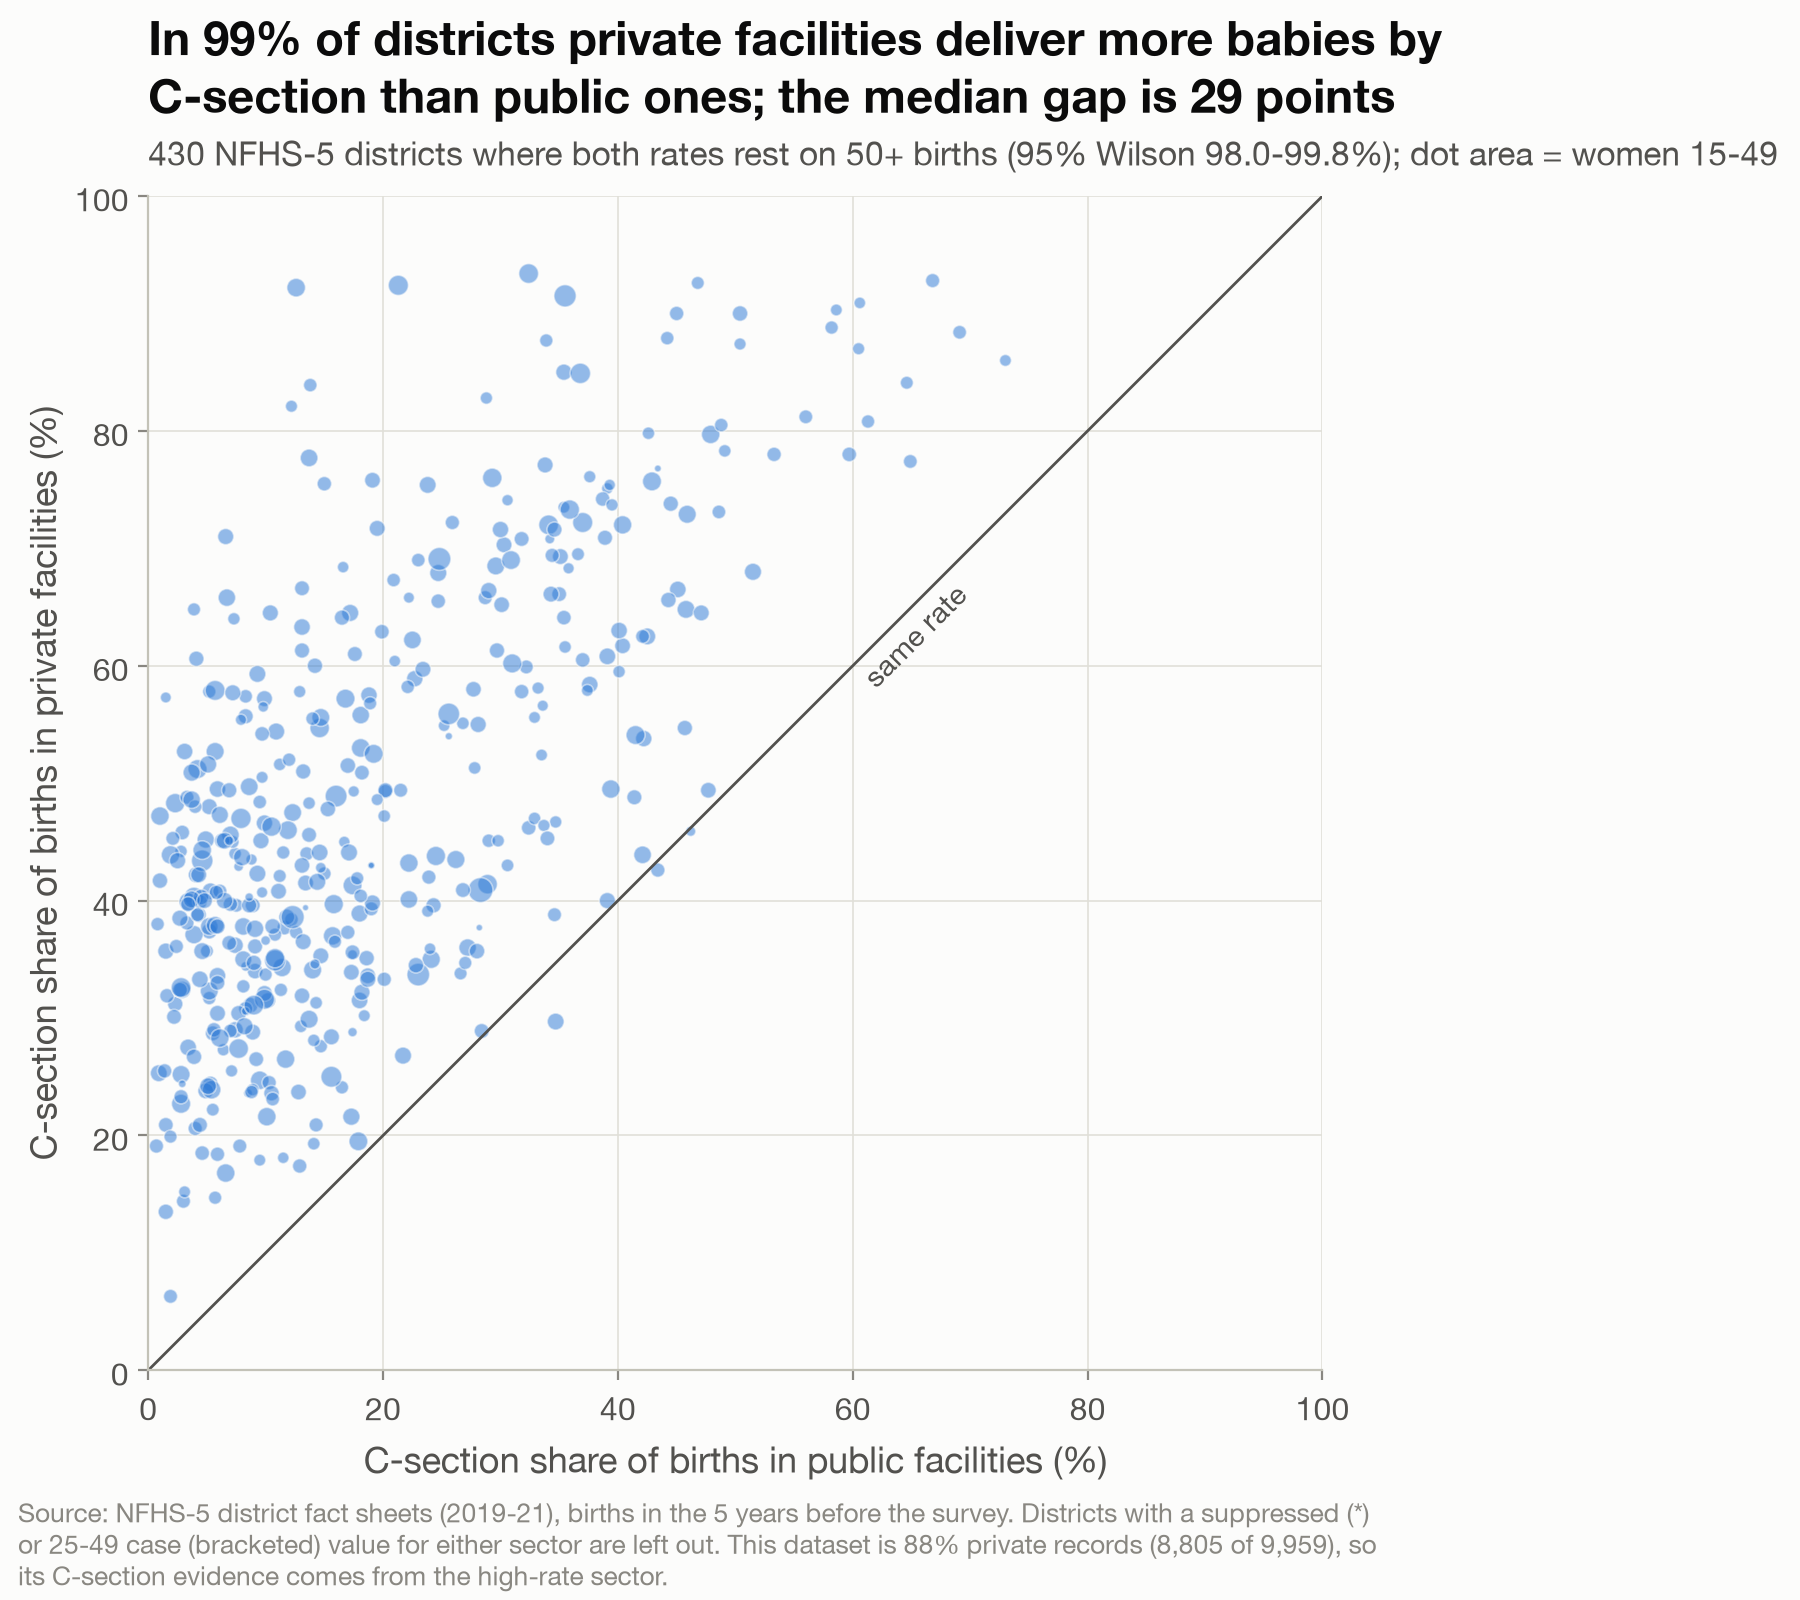 In 99% of districts private facilities deliver more babies by
C-section than public ones; the median gap is 29 points
430 NFHS-5 districts where both rates rest on 50+ births (95% Wilson 98.0-99.8%); dot area = women 15-49
C-section share of births in private facilities (%)
100
80
60
40
20
0
same rate
0
20
40
60
80
100
C-section share of births in public facilities (%)
Source: NFHS-5 district fact sheets (2019-21), births in the 5 years before the survey. Districts with a suppressed (*)
or 25-49 case (bracketed) value for either sector are left out. This dataset is 88% private records (8,805 of 9,959), so
its C-section evidence comes from the high-rate sector.